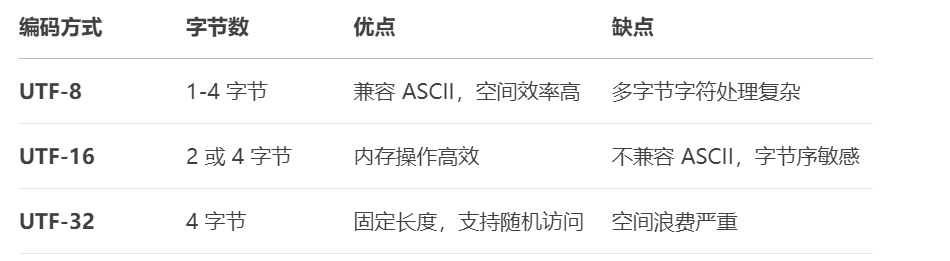 编码方式 字节数 优点 缺点
UTF-8 1-4 字节 兼容 ASCII，空间效率高 多字节字符处理复杂
UTF-16 2 或 4 字节 内存操作高效 不兼容 ASCII，字节序敏感
UTF-32 4 字节 固定长度，支持随机访问 空间浪费严重